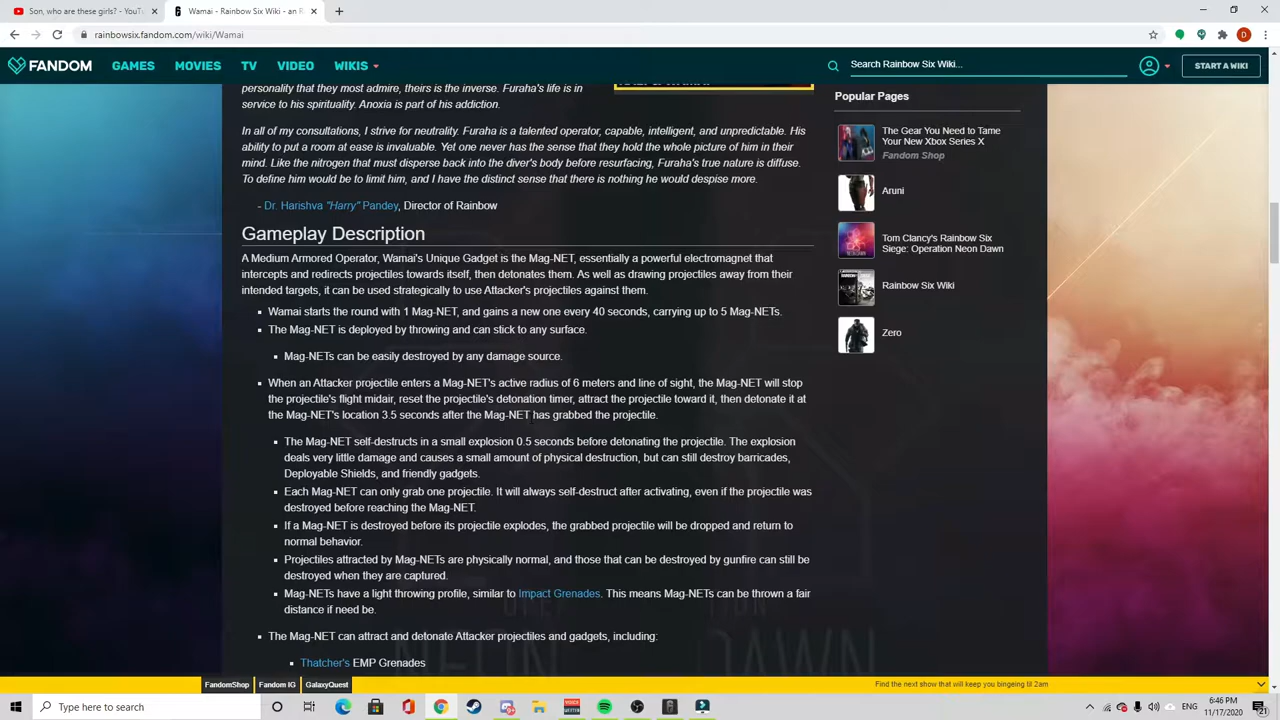 Son, who are these girls? - YouT
Wamai - Rainbow Six Wiki - an R
rainbowsix.fandom.com/wiki/Wamai
D
FANDOM
GAMES
MOVIES
TV
VIDEO
WIKIS
Search Rainbow Six Wiki...
START A WIKI
personality that they most admire, theirs is the inverse. Furaha's life is in
service to his spirituality. Anoxia is part of his addiction.
In all of my consultations, I strive for neutrality. Furaha is a talented operator, capable, intelligent, and unpredictable. His
ability to put a room at ease is invaluable. Yet one never has the sense that they hold the whole picture of him in their
mind. Like the nitrogen that must disperse back into the diver's body before resurfacing, Furaha's true nature is diffuse.
To define him would be to limit him, and I have the distinct sense that there is nothing he would despise more.
- Dr. Harishva "Harry" Pandey, Director of Rainbow
Gameplay Description
A Medium Armored Operator, Wamai's Unique Gadget is the Mag-NET, essentially a powerful electromagnet that
intercepts and redirects projectiles towards itself, then detonates them. As well as drawing projectiles away from their
intended targets, it can be used strategically to use Attacker's projectiles against them.
Wamai starts the round with 1 Mag-NET, and gains a new one every 40 seconds, carrying up to 5 Mag-NETs.
The Mag-NET is deployed by throwing and can stick to any surface.
Mag-NETs can be easily destroyed by any damage source.
When an Attacker projectile enters a Mag-NET's active radius of 6 meters and line of sight, the Mag-NET will stop
the projectile's flight midair, reset the projectile's detonation timer, attract the projectile toward it, then detonate it at
the Mag-NET's location 3.5 seconds after the Mag-NET has grabbed the projectile.
The Mag-NET self-destructs in a small explosion 0.5 seconds before detonating the projectile. The explosion
deals very little damage and causes a small amount of physical destruction, but can still destroy barricades,
Deployable Shields, and friendly gadgets.
Each Mag-NET can only grab one projectile. It will always self-destruct after activating, even if the projectile was
destroyed before reaching the Mag-NET.
If a Mag-NET is destroyed before its projectile explodes, the grabbed projectile will be dropped and return to
normal behavior.
Projectiles attracted by Mag-NETs are physically normal, and those that can be destroyed by gunfire can still be
destroyed when they are captured.
Mag-NETs have a light throwing profile, similar to Impact Grenades. This means Mag-NETs can be thrown a fair
distance if need be.
The Mag-NET can attract and detonate Attacker projectiles and gadgets, including:
Thatcher's EMP Grenades
Popular Pages
The Gear You Need to Tame
Your New Xbox Series X
Fandom Shop
Aruni
Tom Clancy's Rainbow Six
Siege: Operation Neon Dawn
Rainbow Six Wiki
Zero
NEON DAWN
FandomShop
Fandom IG
GalaxyQuest
Find the next show that will keep you bingeing til 2am
Type here to search
ENG
6:46 PM
11/17/2020
21